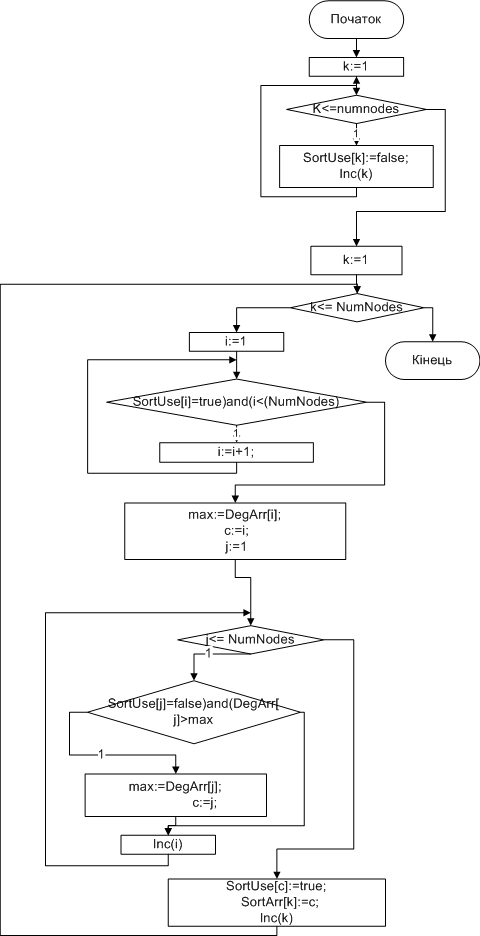 Початок
k:=1
K<=numnodes
1
SortUse[k]:=false;
Inc(k)
k:=1
k<= NumNodes
i:=1
Кінець
SortUse[i]=true)and(i<(NumNodes)
1
i:=i+1;
max:=DegArr[i];
c:=i;
j:=1
j<= NumNodes
1
SortUse[j]=false)and(DegArr[
j]>max
1
max:=DegArr[j];
c:=j;
Inc(i)
SortUse[c]:=true;
SortArr[k]:=c;
Inc(k)